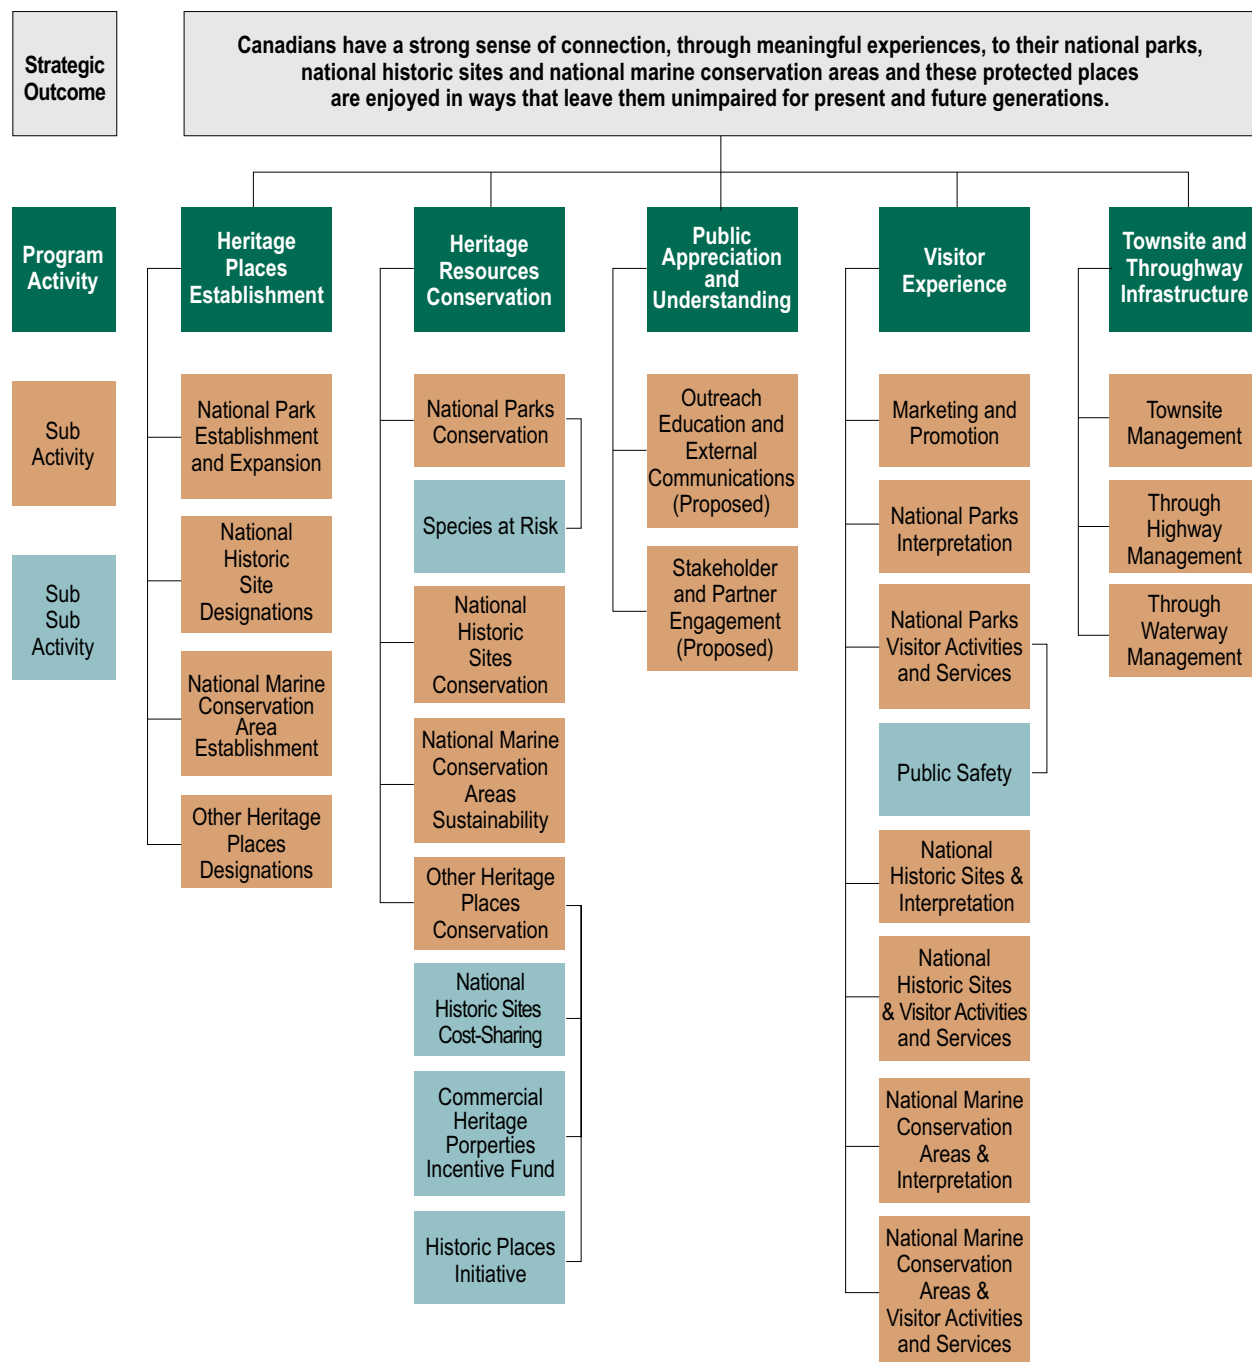 Strategic
Outcome
Canadians have a strong sense of connection, through meaningful experiences, to their national parks,
national historic sites and national marine conservation areas and these protected places
are enjoyed in ways that leave them unimpaired for present and future generations.
Program
Activity
Sub
Activity
Sub
Sub
Activity
Heritage
Places
Establishment
National Park
Establishment
and Expansion
National
Historic
Site
Designations
National Marine
Conservation
Area
Establishment
Other Heritage
Places
Designations
Heritage
Resources
Conservation
National Parks
Conservation
Species at Risk
National
Historic
Sites
Conservation
National Marine
Conservation
Areas
Sustainability
Other Heritage
Places
Conservation
National
Historic Sites
Cost-Sharing
Commercial
Heritage
Porperties
Incentive Fund
Historic Places
Initiative
Public
Appreciation
and
Understanding
Outreach
Education and
External
Communications
(Proposed)
Stakeholder
and Partner
Engagement
(Proposed)
Visitor
Experience
Marketing and
Promotion
National Parks
Interpretation
National Parks
Visitor Activities
and Services
Public Safety
National
Historic Sites &
Interpretation
National
Historic Sites
& Visitor Activities
and Services
National Marine
Conservation
Areas &
Interpretation
National Marine
Conservation
Areas &
Visitor Activities
and Services
Townsite and
Throughway
Infrastructure
Townsite
Management
Through
Highway
Management
Through
Waterway
Management